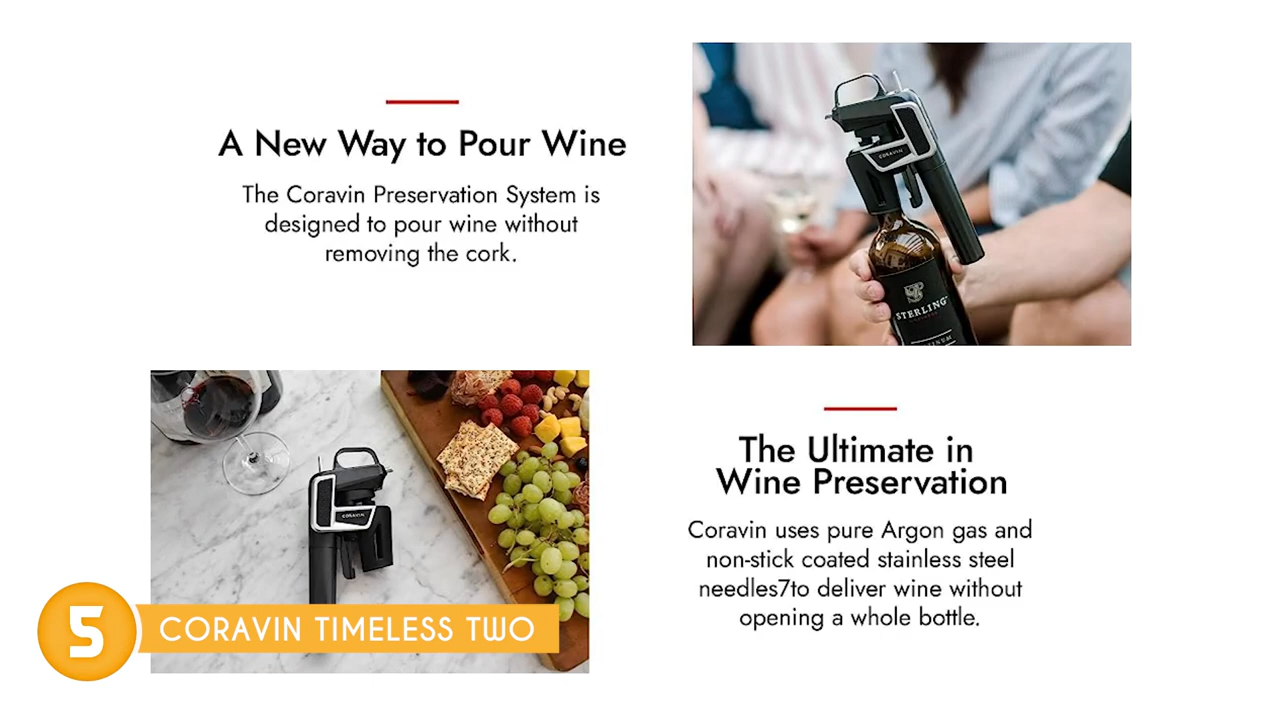 A New Way to Pour Wine
The Coravin Preservation System is
designed to pour wine without
removing the cork.
CORAVIN
STERLING
The Ultimate in
Wine Preservation
Coravin uses pure Argon gas and
non-stick coated stainless steel
needles7to deliver wine without
opening a whole bottle.
CORAVIN
5
CORAVIN TIMELESS TWO